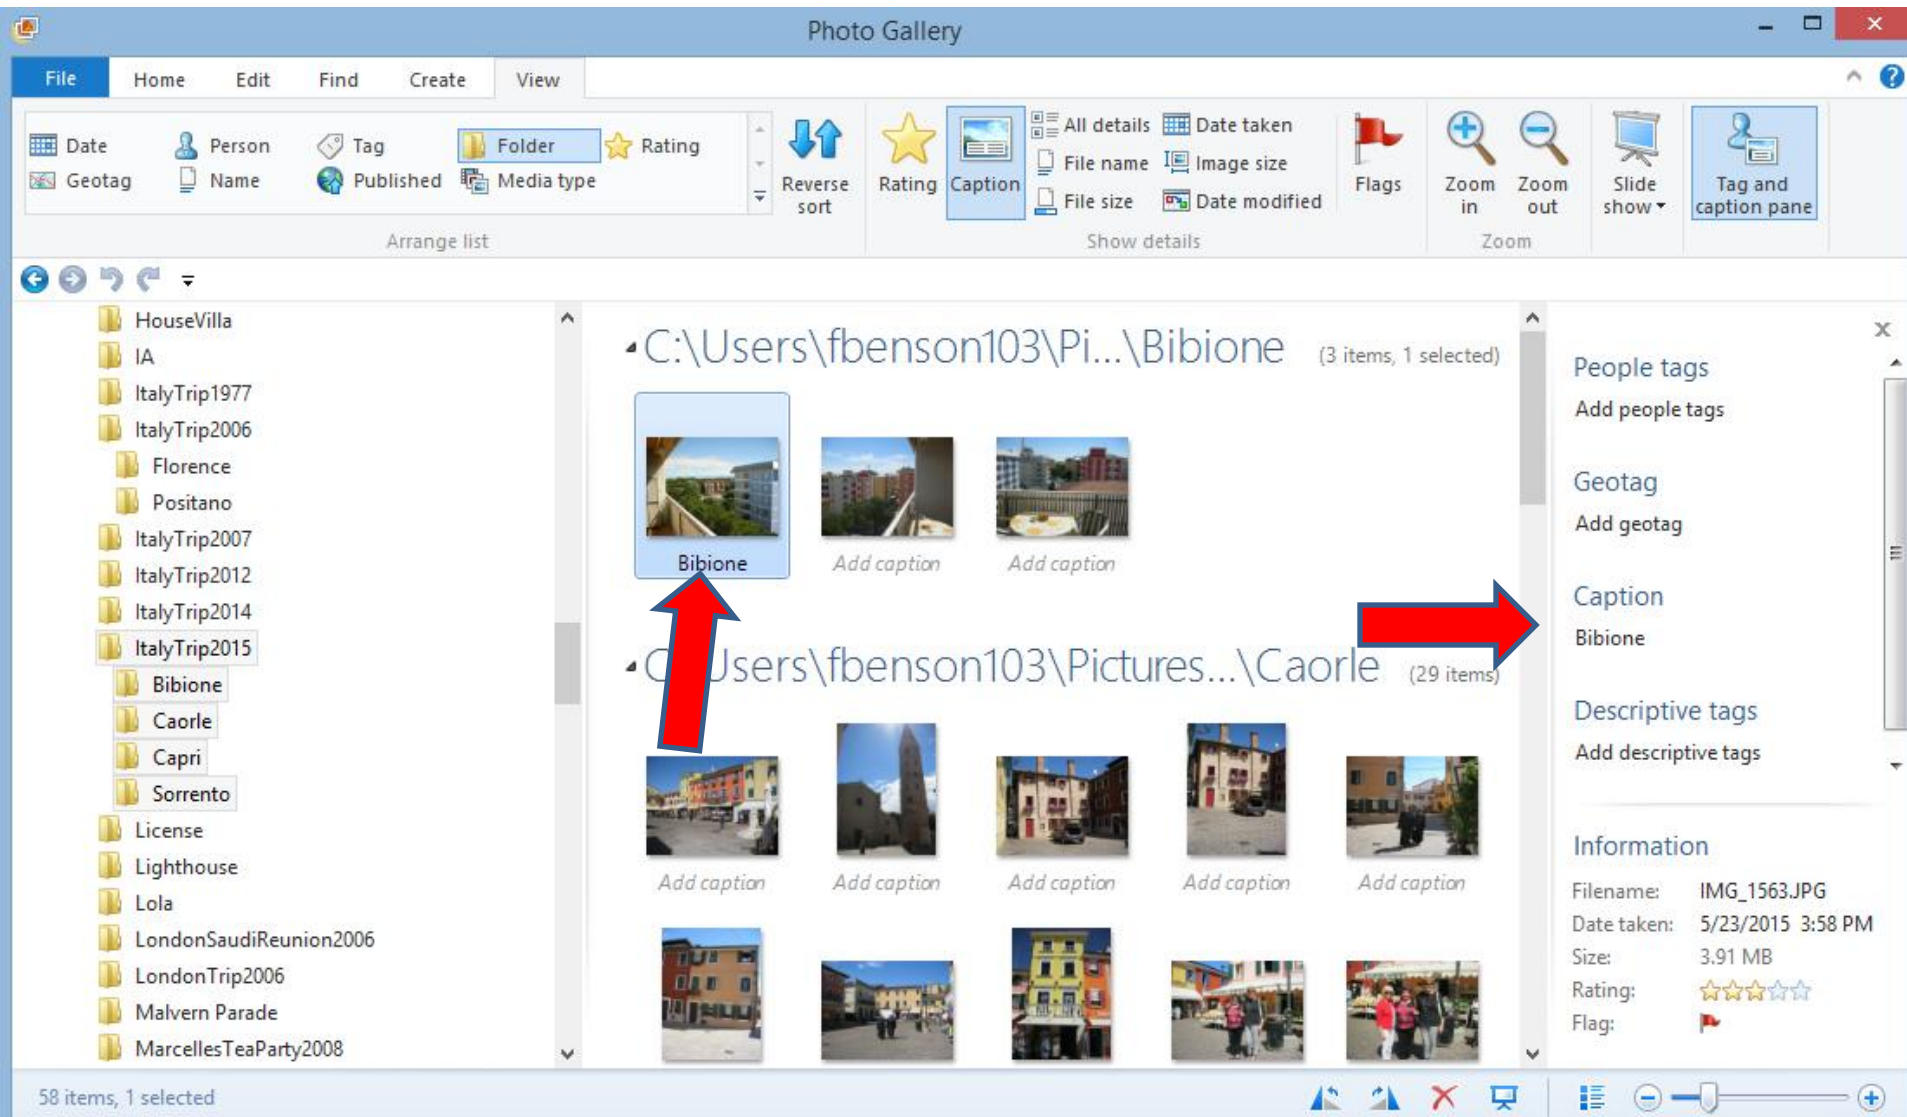 Photo Gallery
File Home Edit Find Create View
Date Person Tag Folder Rating
Geotag Name Published Media type
Reverse sort
Rating Caption
All details Date taken
File name Image size
File size Date modified
Flags
Zoom in
Zoom out
Slide show
Tag and caption pane
Arrange list Show details Zoom
HouseVilla
IA
ItalyTrip1977
ItalyTrip2006
Florence
Positano
ItalyTrip2007
ItalyTrip2012
ItalyTrip2014
ItalyTrip2015
Bibione
Caorle
Capri
Sorrento
License
Lighthouse
Lola
LondonSaudiReunion2006
LondonTrip2006
Malvern Parade
MarcellesTeaParty2008
C:\Users\fbenson103\Pi...\Bibione (3 items, 1 selected)
Bibione Add caption Add caption
sers\fbenson103\Pictures...\Caorle (29 items)
Add caption Add caption Add caption Add caption Add caption
People tags
Add people tags
Geotag
Add geotag
Caption
Bibione
Descriptive tags
Add descriptive tags
Information
Filename: IMG_1563.JPG
Date taken: 5/23/2015 3:58 PM
Size: 3.91 MB
Rating:
Flag:
58 items, 1 selected